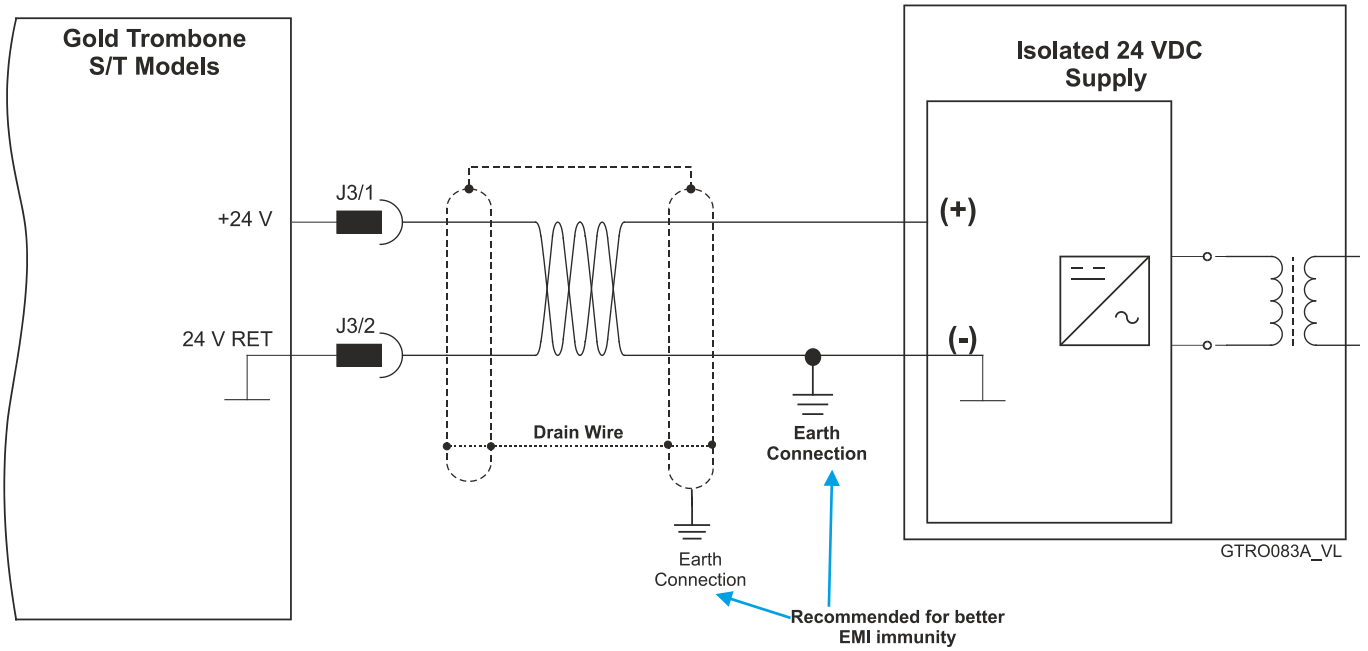 Gold Trombone
S/T Models
Isolated 24 VDC
Supply
J3/1
+24 V
(+)
J3/2
24 V RET
(-)
Drain Wire
Earth
Connection
Earth
Connection
GTRO083A_VL
Recommended for better
EMI immunity